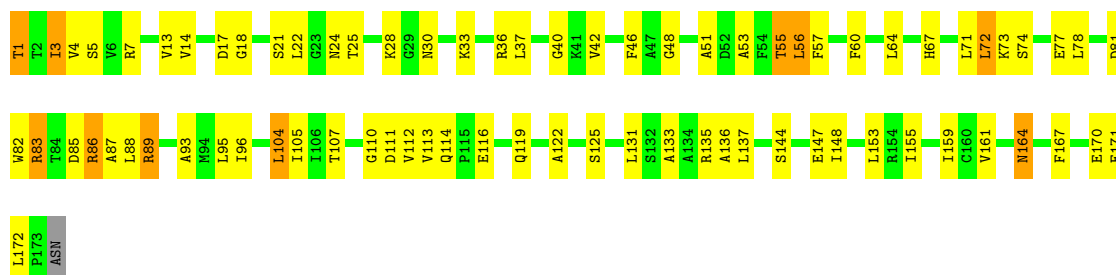 T1 T2 I3 V4 S5 V6 R7 V13 V14 D17 G18 S21 L22 G23 N24 T25 K28 G29 N30 K33 R36 L37 G40 K41 V42 F46 A47 G48 A51 D52 A53 F54 T55 L56 F57 F60 L64 H67 L71 L72 K73 S74 E77 L78 D81
W82 R83 T84 D85 R86 A87 L88 R89 A93 M94 L95 I96 L104 I105 I106 T107 G110 D111 V112 V113 Q114 P115 E116 Q119 A122 S125 L131 S132 A133 A134 R135 A136 L137 S144 E147 I148 L153 R154 I155 I159 C160 V161 N164 F167 E170
L172 P173 ASN